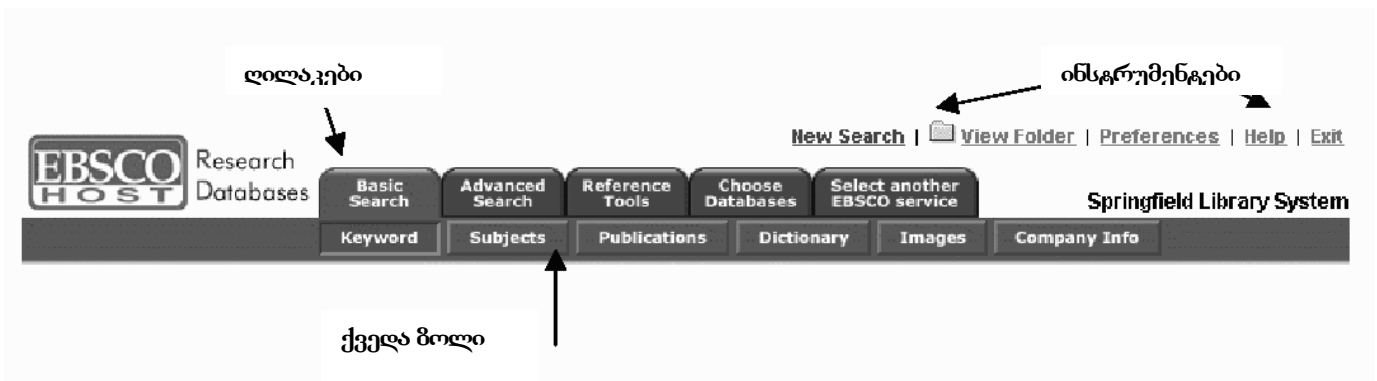 ღილაკები
ინსტრუმენტები
New Search | View Folder | Preferences | Help | Exit
EBSCO
HOST
Research
Databases
Basic
Search
Advanced
Search
Reference
Tools
Choose
Databases
Select another
EBSCO service
Springfield Library System
Keyword
Subjects
Publications
Dictionary
Images
Company Info
ქვედა ზოლი